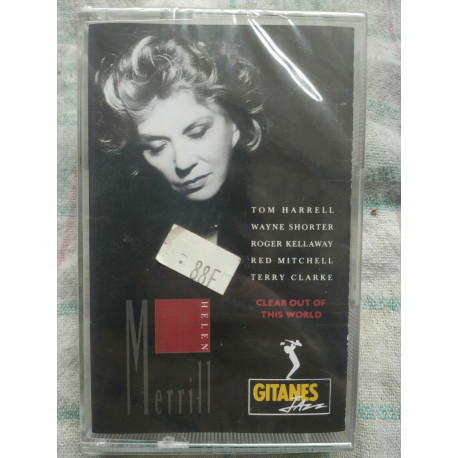 TOM HARRELL
WAYNE SHORTER
ROGER KELLAWAY
RED MITCHELL
TERRY CLARKE
88F
CLEAR OUT OF
THIS WORLD
HELEN
Merrill
GITANES
Jazz